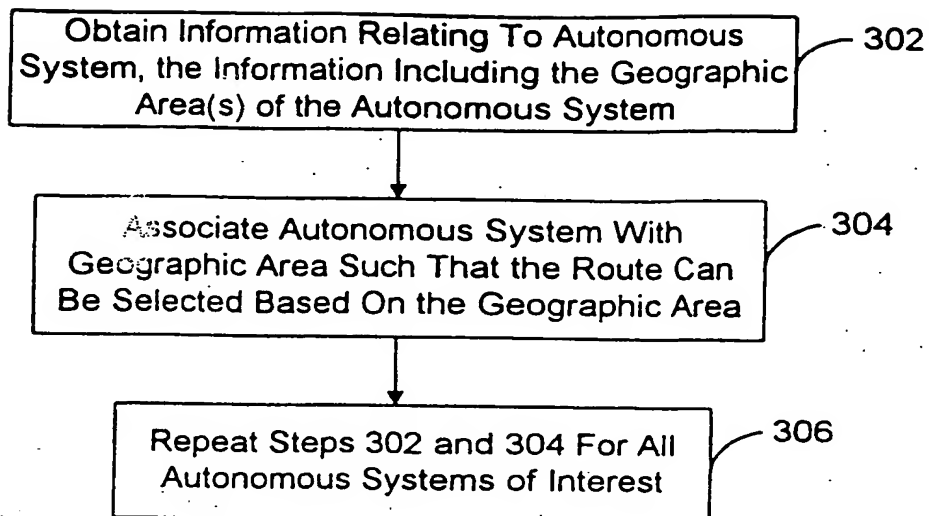 Obtain Information Relating To Autonomous
System, the Information Including the Geographic
Area(s) of the Autonomous System
302
Associate Autonomous System With
Geographic Area Such That the Route Can
Be Selected Based On the Geographic Area
304
Repeat Steps 302 and 304 For All
Autonomous Systems of Interest
306